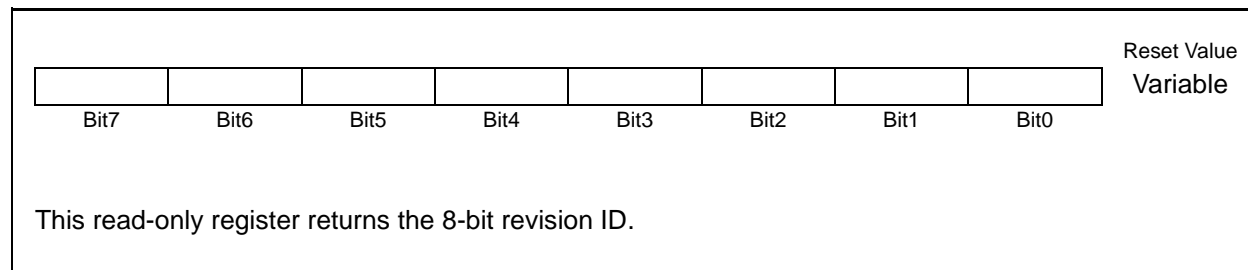 Reset Value
Variable
Bit7 Bit6 Bit5 Bit4 Bit3 Bit2 Bit1 Bit0
This read-only register returns the 8-bit revision ID.